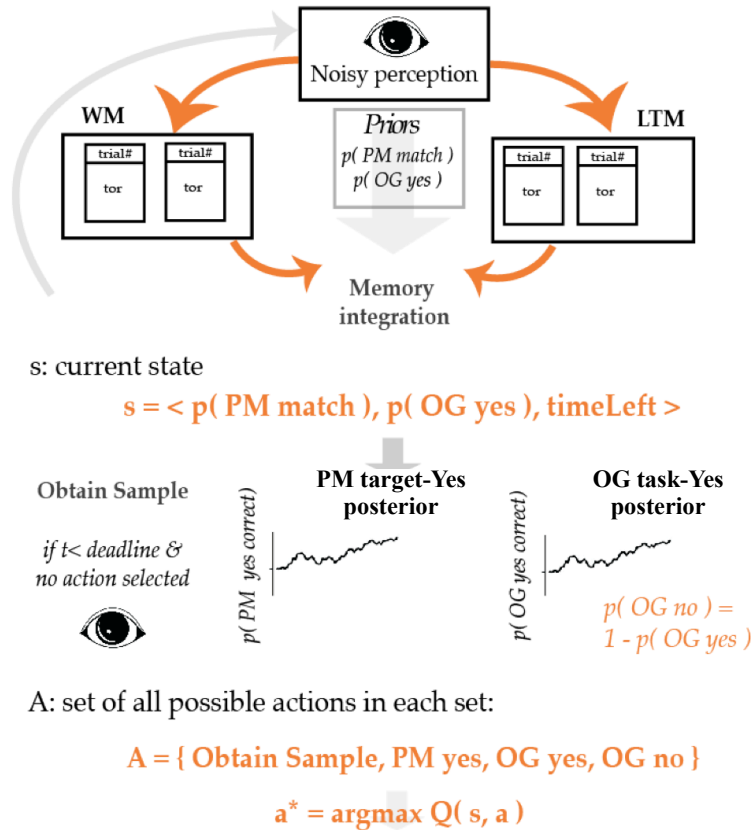 Noisy perception
WM
LTM
Priors
p( PM match )
p( OG yes )
trial#
trial#
tor
tor
trial#
trial#
tor
tor
Memory
integration
s: current state
s = < p( PM match ), p( OG yes ), timeLeft >
Obtain Sample
if t< deadline &
no action selected
p( PM yes correct)
PM target-Yes
posterior
p( OG yes correct)
OG task-Yes
posterior
p( OG no ) =
1 - p( OG yes )
A: set of all possible actions in each set:
A = { Obtain Sample, PM yes, OG yes, OG no }
a* = argmax Q( s, a )